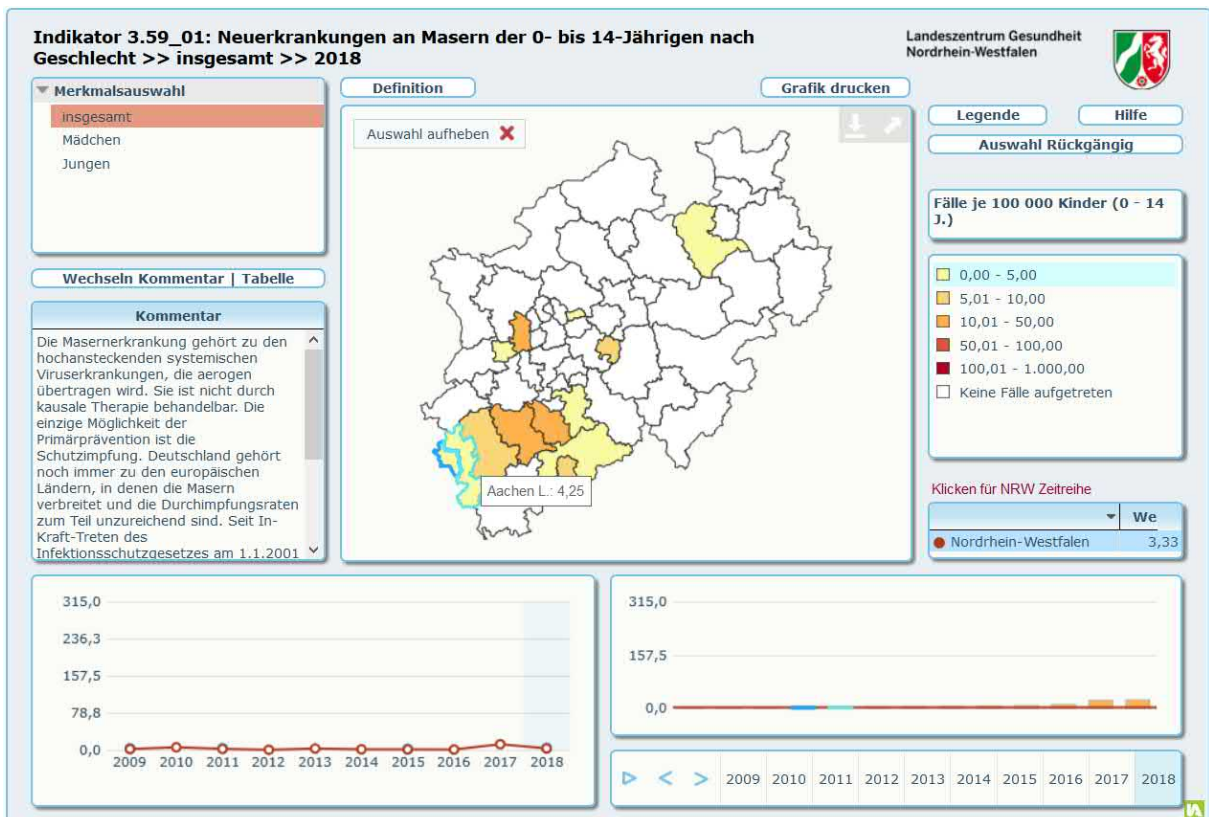 Indikator 3.59_01: Neuerkrankungen an Masern der 0- bis 14-Jährigen nach
Geschlecht >> insgesamt >> 2018
Landeszentrum Gesundheit
Nordrhein-Westfalen
Merkmalsauswahl
insgesamt
Mädchen
Jungen
Wechseln Kommentar | Tabelle
Kommentar
Die Masernerkrankung gehört zu den
hochansteckenden systemischen
Viruserkrankungen, die aerogen
übertragen wird. Sie ist nicht durch
kausale Therapie behandelbar. Die
einzige Möglichkeit der
Primärprävention ist die
Schutzimpfung. Deutschland gehört
noch immer zu den europäischen
Ländern, in denen die Masern
verbreitet und die Durchimpfungsraten
zum Teil unzureichend sind. Seit In-
Kraft-Treten des
Infektionsschutzgesetzes am 1.1.2001
Definition
Grafik drucken
Auswahl aufheben
Aachen L.: 4,25
Legende
Hilfe
Auswahl Rückgängig
Fälle je 100 000 Kinder (0 - 14
J.)
0,00 - 5,00
5,01 - 10,00
10,01 - 50,00
50,01 - 100,00
100,01 - 1.000,00
Keine Fälle aufgetreten
Klicken für NRW Zeitreihe
We
Nordrhein-Westfalen 3,33
315,0
236,3
157,5
78,8
0,0
2009 2010 2011 2012 2013 2014 2015 2016 2017 2018
315,0
157,5
0,0
2009 2010 2011 2012 2013 2014 2015 2016 2017 2018
IA